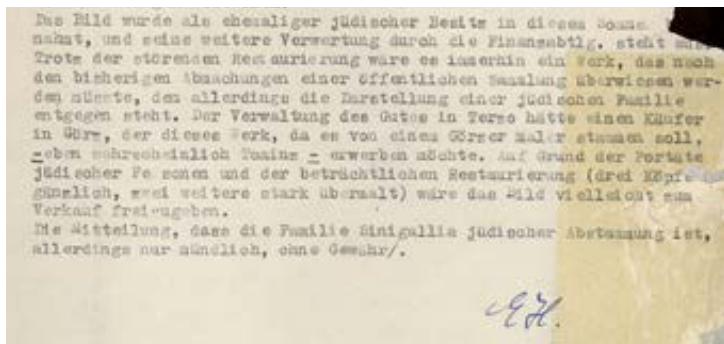 Das Bild wurde als ehemaliger jüdischer Besitz in diesem Sommer
nahmt, und seine weitere Verwertung durch die Finanzabtlg. steht aus.
Trotz der störenden Restaurierung wäre es immerhin ein Werk, das nach
den bisherigen Abmachungen einer öffentlichen Sammlung überwiesen wer-
den müsste, dem allerdings die Darstellung einer jüdischen Familie
entgegen steht. Der Verwaltung des Gutes in Terzo hätte einen Käufer
in Görz, der dieses Werk, da es von einem Görzer Maler stammen soll,
-eben wahrscheinlich Tominz - erwerben möchte. Auf Grund der Portäte
jüdischer Pe sonen und der beträchtlichen Restaurierung (drei Köpfe
gänzlich, zwei weitere stark übermalt) wäre das Bild vielleicht zum
Verkauf freizugeben.
Die Mitteilung, dass die Familie Sinigallia jüdischer Abstammung ist,
allerdings nur mündlich, ohne Gewähr/.
EH.